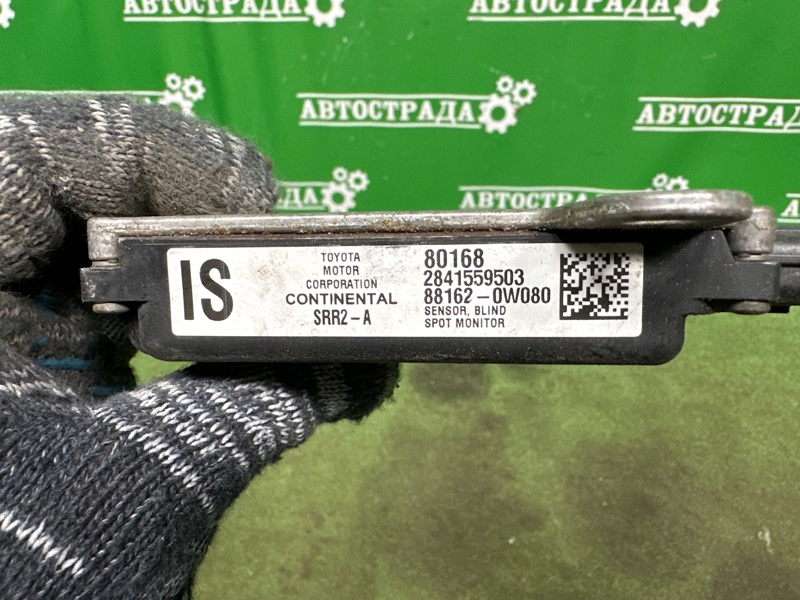 АВТОСТРАДА
АВТОСТРАДА
АВТОСТРАДА
АВТОСТРАДА
АВТОСТРАДА
IS
TOYOTA
MOTOR
CORPORATION
CONTINENTAL
SRR2-A
80168
2841559503
88162-0W080
SENSOR, BLIND
SPOT MONITOR